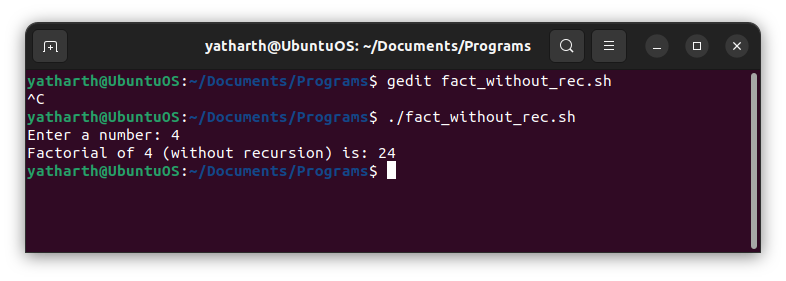 yatharth@UbuntuOS: ~/Documents/Programs
yatharth@UbuntuOS:~/Documents/Programs$ gedit fact_without_rec.sh
^C
yatharth@UbuntuOS:~/Documents/Programs$ ./fact_without_rec.sh
Enter a number: 4
Factorial of 4 (without recursion) is: 24
yatharth@UbuntuOS:~/Documents/Programs$